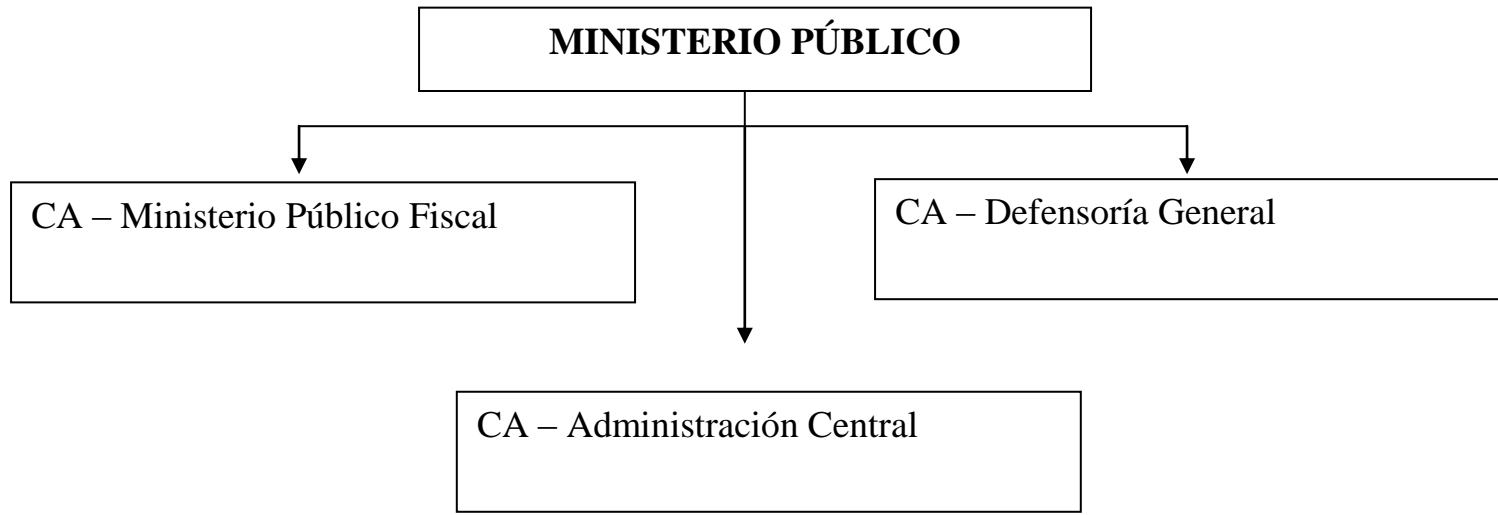 MINISTERIO PÚBLICO
CA – Ministerio Público Fiscal
CA – Defensoría General
CA – Administración Central